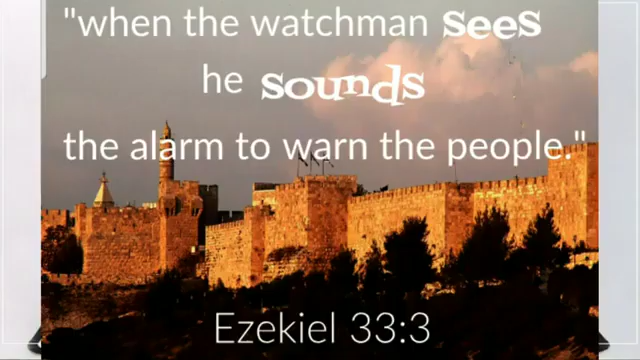 "when the watchman sees
he sounds
the alarm to warn the people."
Ezekiel 33:3